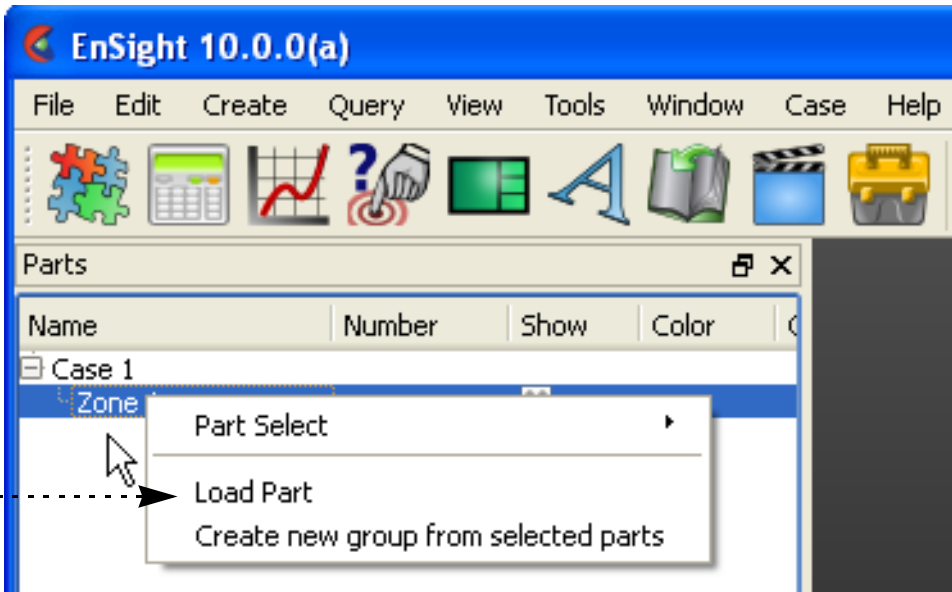 EnSight 10.0.0(a)
File Edit Create Query View Tools Window Case Help
Parts
Name Number Show Color
Case 1
Zone
Part Select
Load Part
Create new group from selected parts